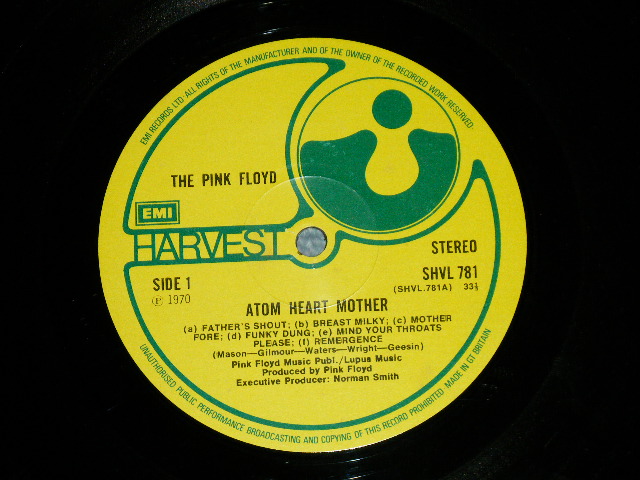 EMI RECORDS LTD·ALL RIGHTS OF THE MANUFACTURER AND OF THE OWNER OF THE RECORDED WORK RESERVED·
THE PINK FLOYD
EMI
HARVEST
STEREO
SIDE 1
SHVL 781
℗ 1970
(SHVL.781A) 33⅓
ATOM HEART MOTHER
(a) FATHER'S SHOUT; (b) BREAST MILKY; (c) MOTHER
FORE; (d) FUNKY DUNG; (e) MIND YOUR THROATS
PLEASE; (f) REMERGENCE
(Mason—Gilmour—Waters—Wright—Geesin)
Pink Floyd Music Publ./Lupus Music
Produced by Pink Floyd
Executive Producer: Norman Smith
UNAUTHORISED PUBLIC PERFORMANCE BROADCASTING AND COPYING OF THIS RECORD PROHIBITED MADE IN GT BRITAIN